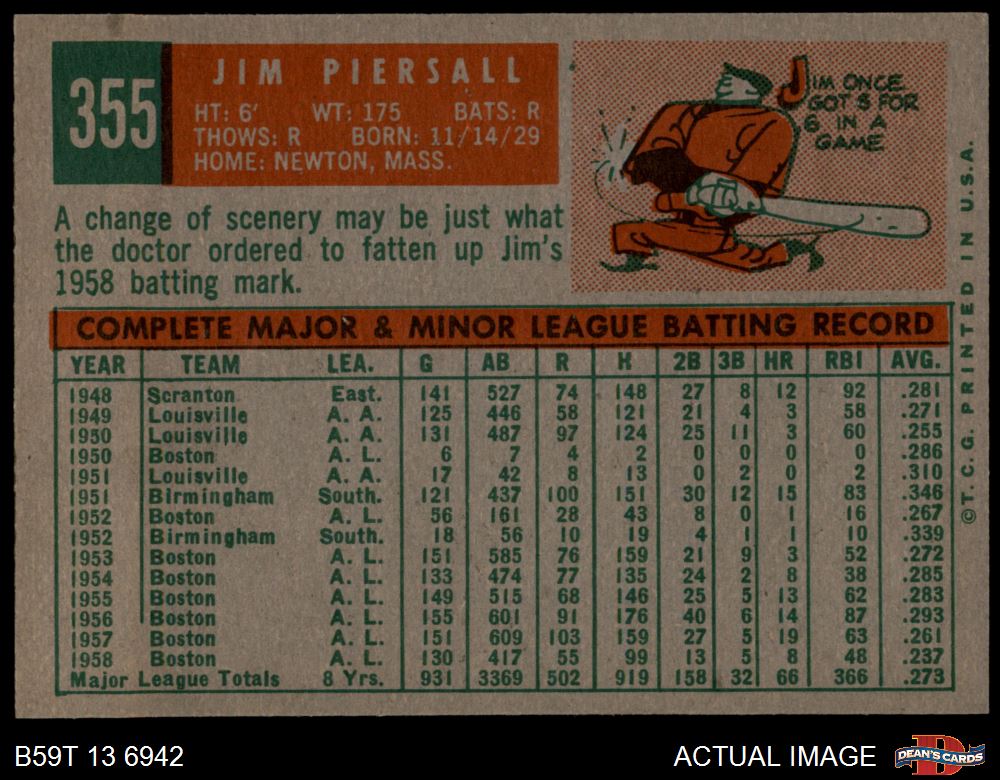 355
JIM PIERSALL
HT: 6' WT: 175 BATS: R
THOWS: R BORN: 11/14/29
HOME: NEWTON, MASS.
JIM ONCE
GOT 5 FOR
6 IN A
GAME
A change of scenery may be just what
the doctor ordered to fatten up Jim's
1958 batting mark.
COMPLETE MAJOR & MINOR LEAGUE BATTING RECORD
YEAR TEAM LEA. G AB R H 2B 3B HR RBI AVG.
1948 Scranton East. 141 527 74 148 27 8 12 92 .281
1949 Louisville A. A. 125 446 58 121 21 4 3 58 .271
1950 Louisville A. A. 131 487 97 124 25 11 3 60 .255
1950 Boston A. L. 6 7 4 2 0 0 0 0 .286
1951 Louisville A. A. 17 42 8 13 0 2 0 2 .310
1951 Birmingham South. 121 437 100 151 30 12 15 83 .346
1952 Boston A. L. 56 161 28 43 8 0 1 16 .267
1952 Birmingham South. 18 56 10 19 4 1 1 10 .339
1953 Boston A. L. 151 585 76 159 21 9 3 52 .272
1954 Boston A. L. 133 474 77 135 24 2 8 38 .285
1955 Boston A. L. 149 515 68 146 25 5 13 62 .283
1956 Boston A. L. 155 601 91 176 40 6 14 87 .293
1957 Boston A. L. 151 609 103 159 27 5 19 63 .261
1958 Boston A. L. 130 417 55 99 13 5 8 48 .237
Major League Totals 8 Yrs. 931 3369 502 919 158 32 66 366 .273
©T. C. G. PRINTED IN U.S.A.
B59T 13 6942
ACTUAL IMAGE
DEAN'S CARDS